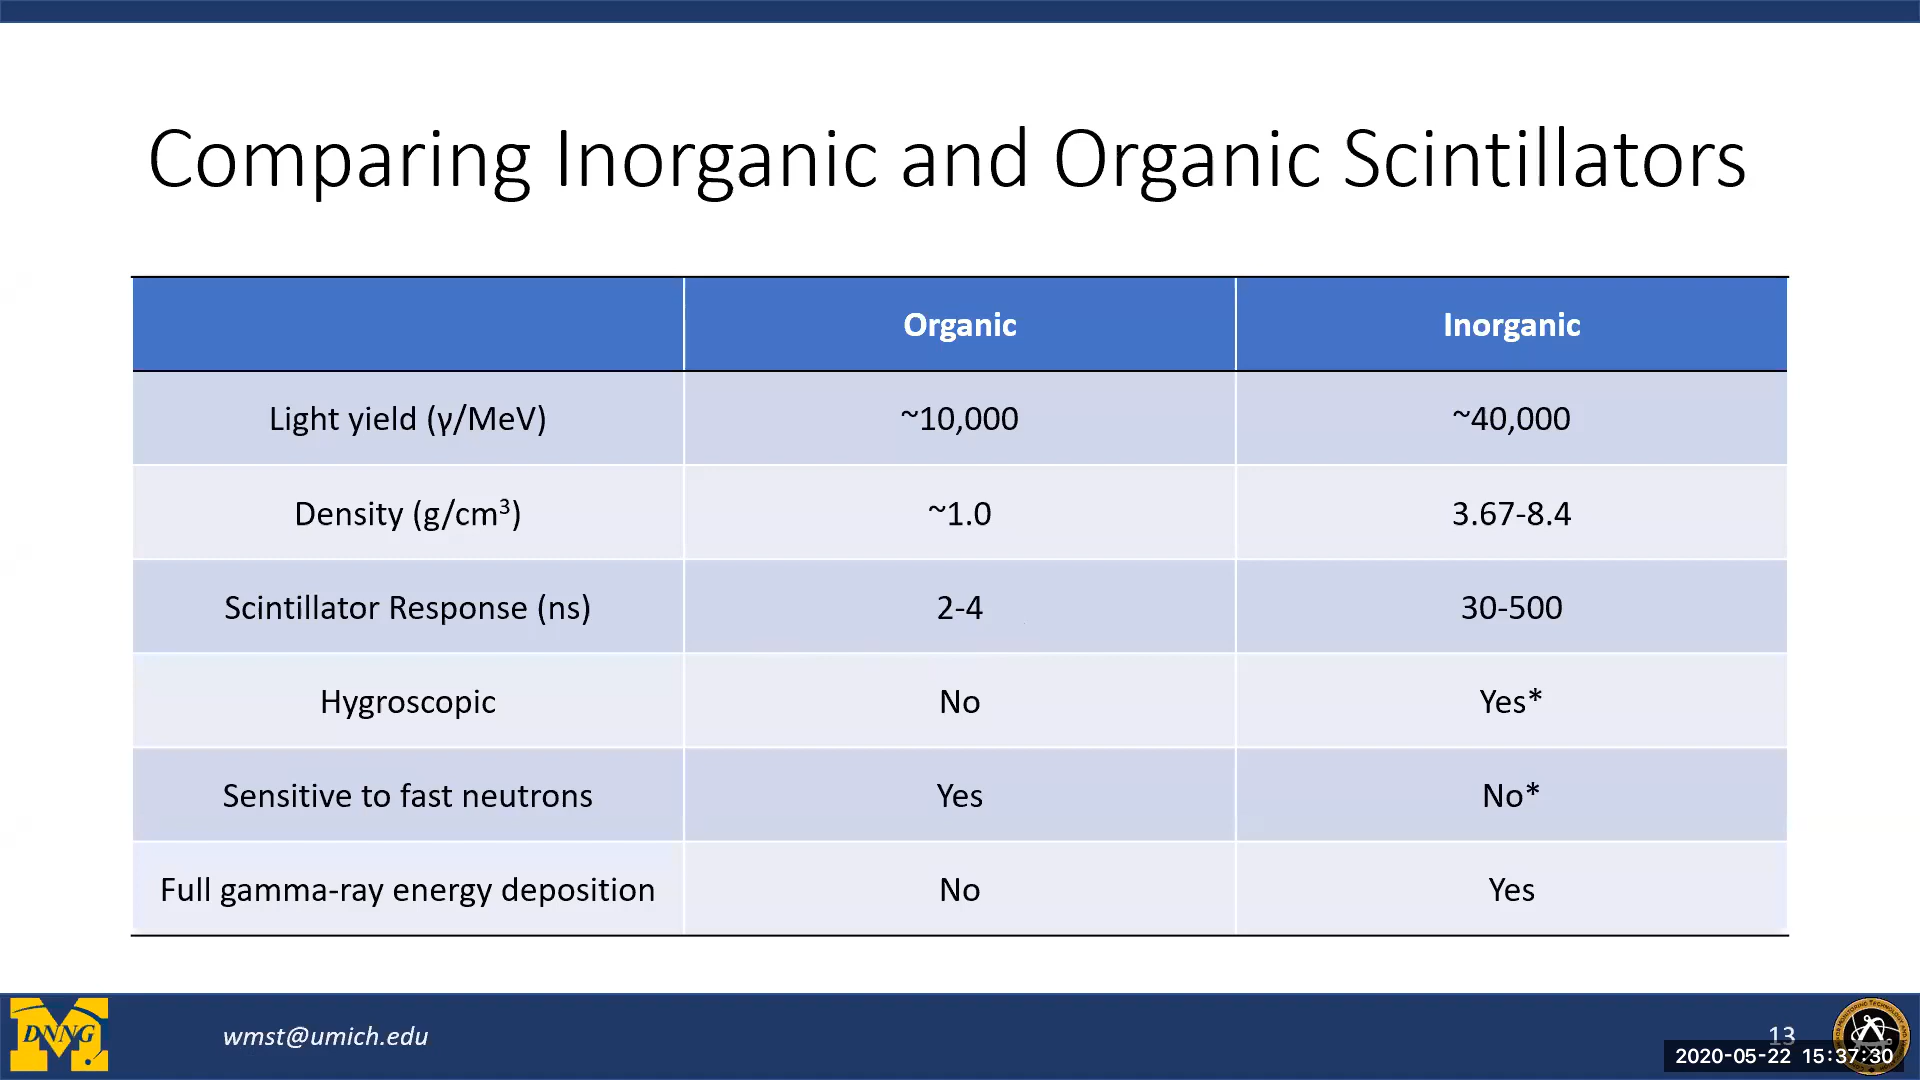 Comparing Inorganic and Organic Scintillators
Organic Inorganic
Light yield (γ/MeV) ~10,000 ~40,000
Density (g/cm³) ~1.0 3.67-8.4
Scintillator Response (ns) 2-4 30-500
Hygroscopic No Yes*
Sensitive to fast neutrons Yes No*
Full gamma-ray energy deposition No Yes
DNNG
wmst@umich.edu
13
2020-05-22 15:37:30